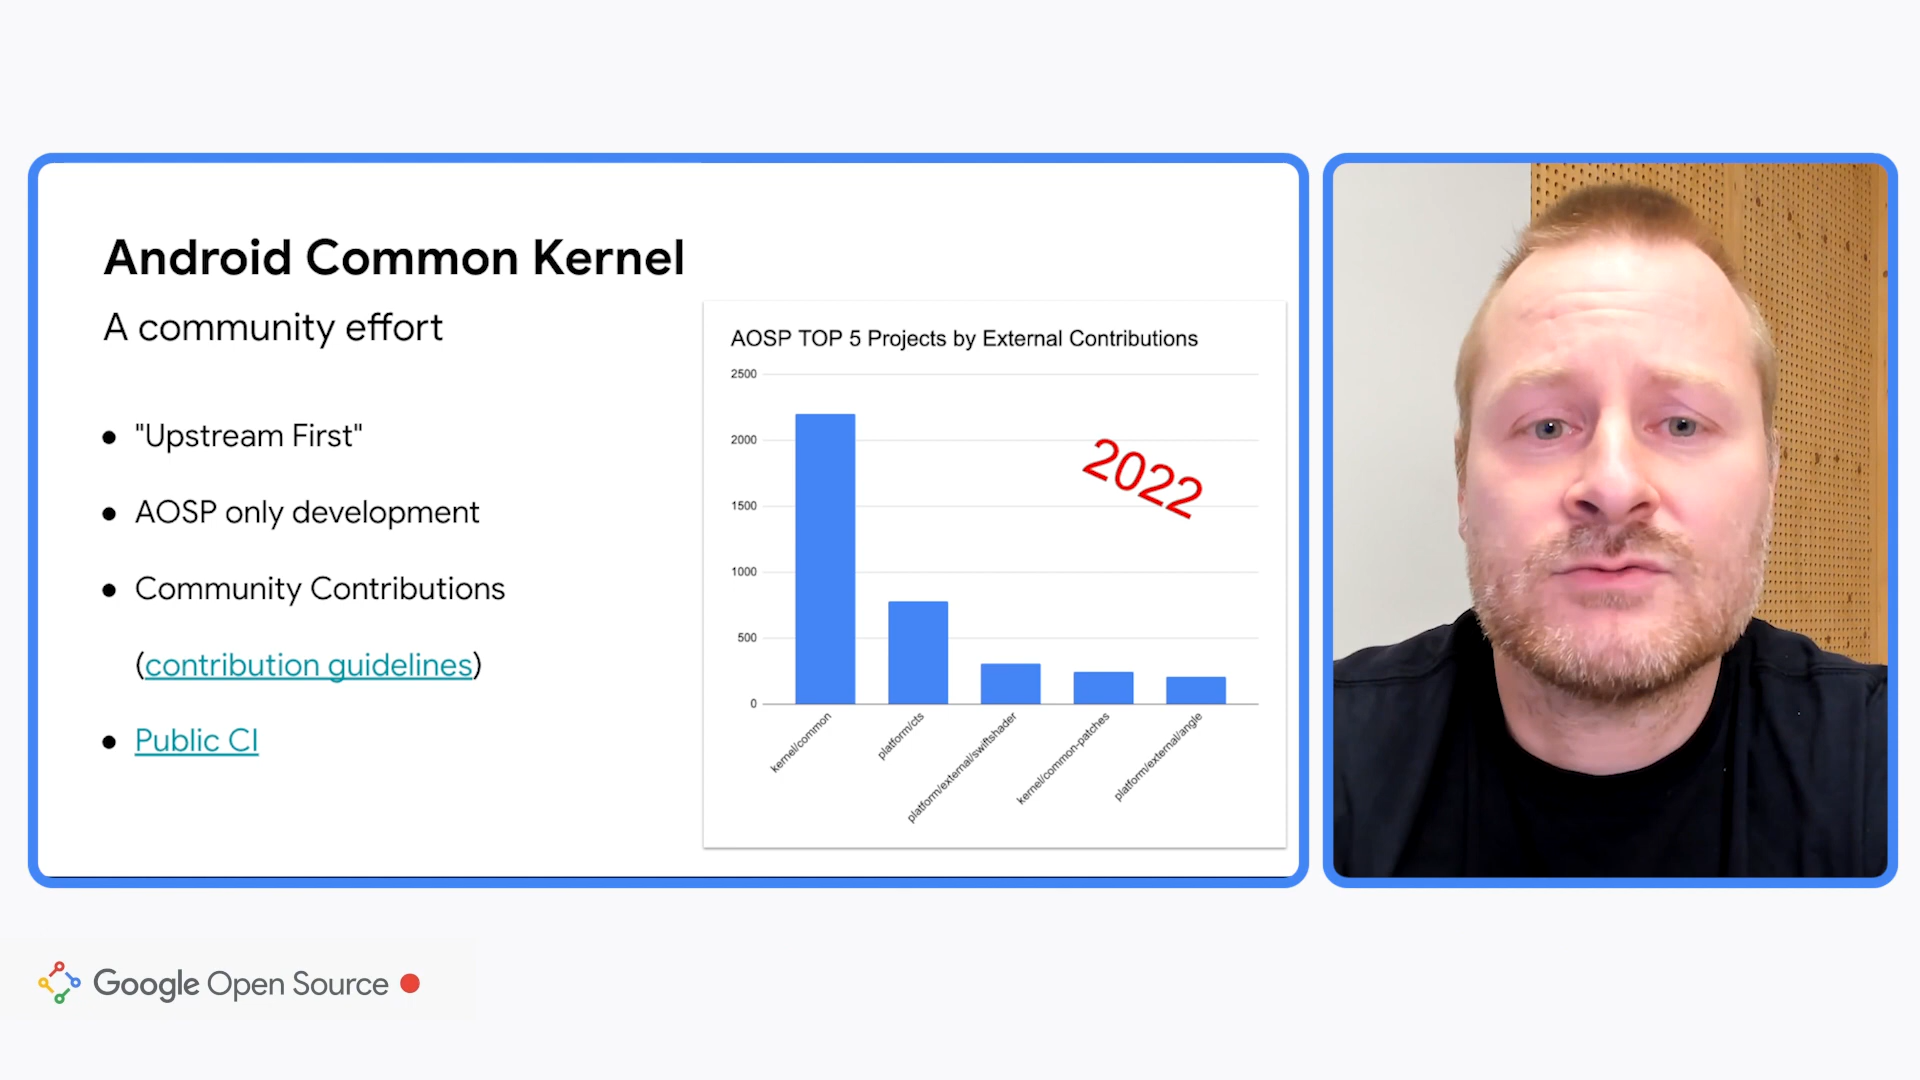 Android Common Kernel
A community effort
● "Upstream First"
● AOSP only development
● Community Contributions
(contribution guidelines)
● Public CI
AOSP TOP 5 Projects by External Contributions
2500
2000
1500
1000
500
0
2022
kernel/common
platform/cts
platform/external/swiftshader
kernel/common-patches
platform/external/angle
Google Open Source